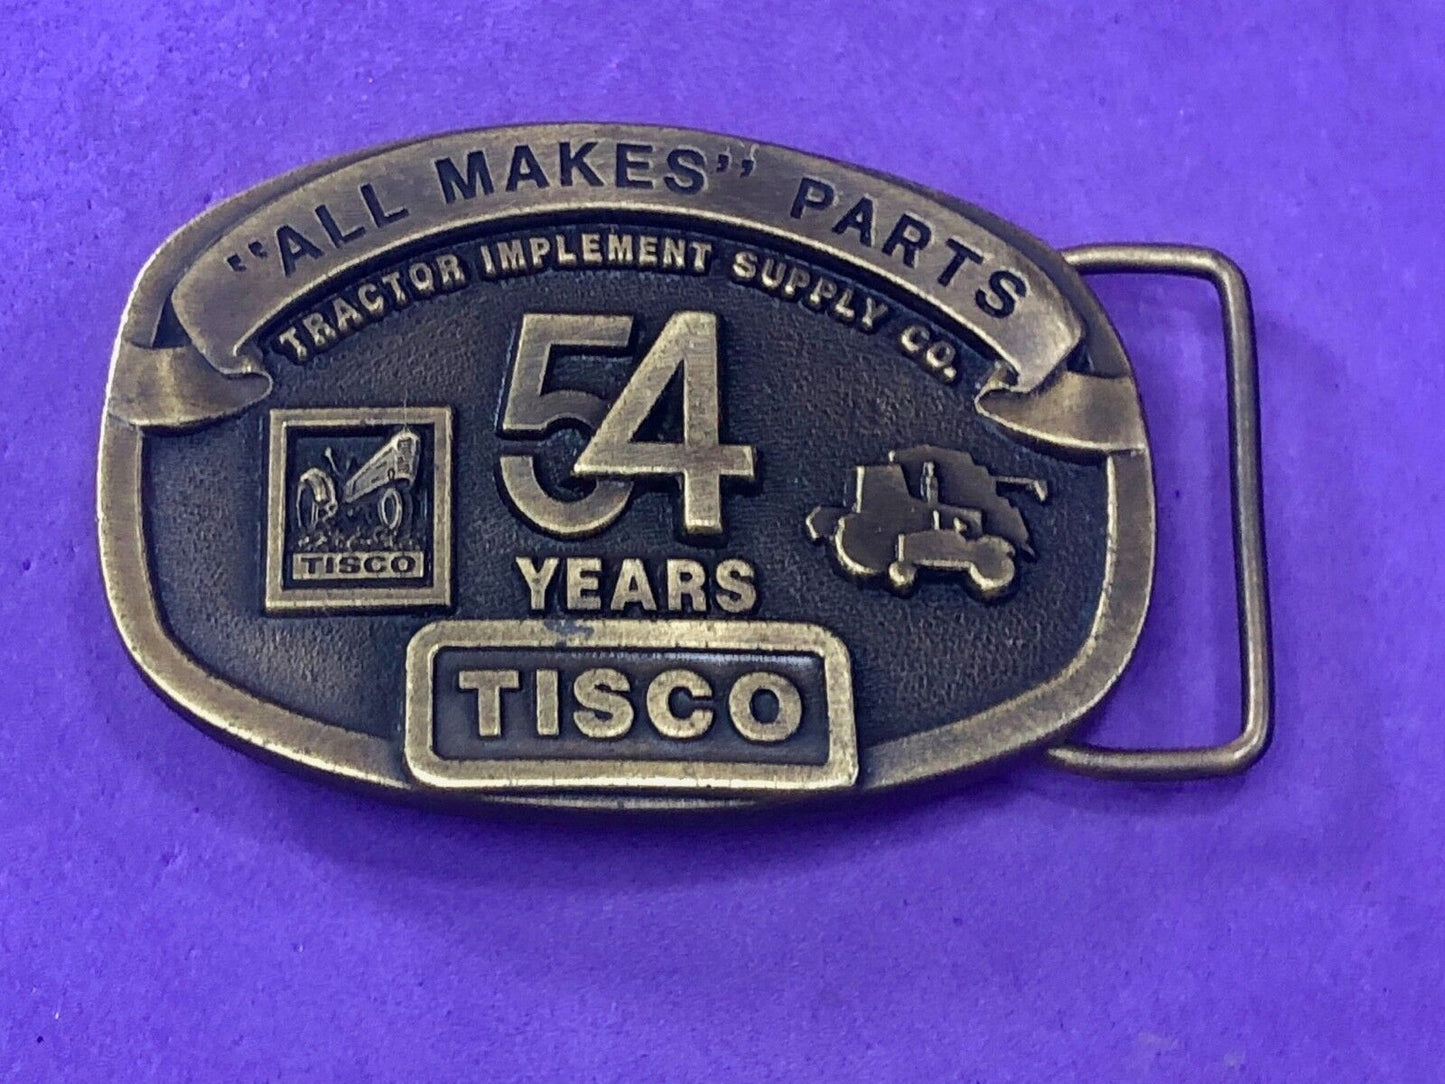 "ALL MAKES" PARTS
TRACTOR IMPLEMENT SUPPLY CO.
54
YEARS
TISCO
TISCO